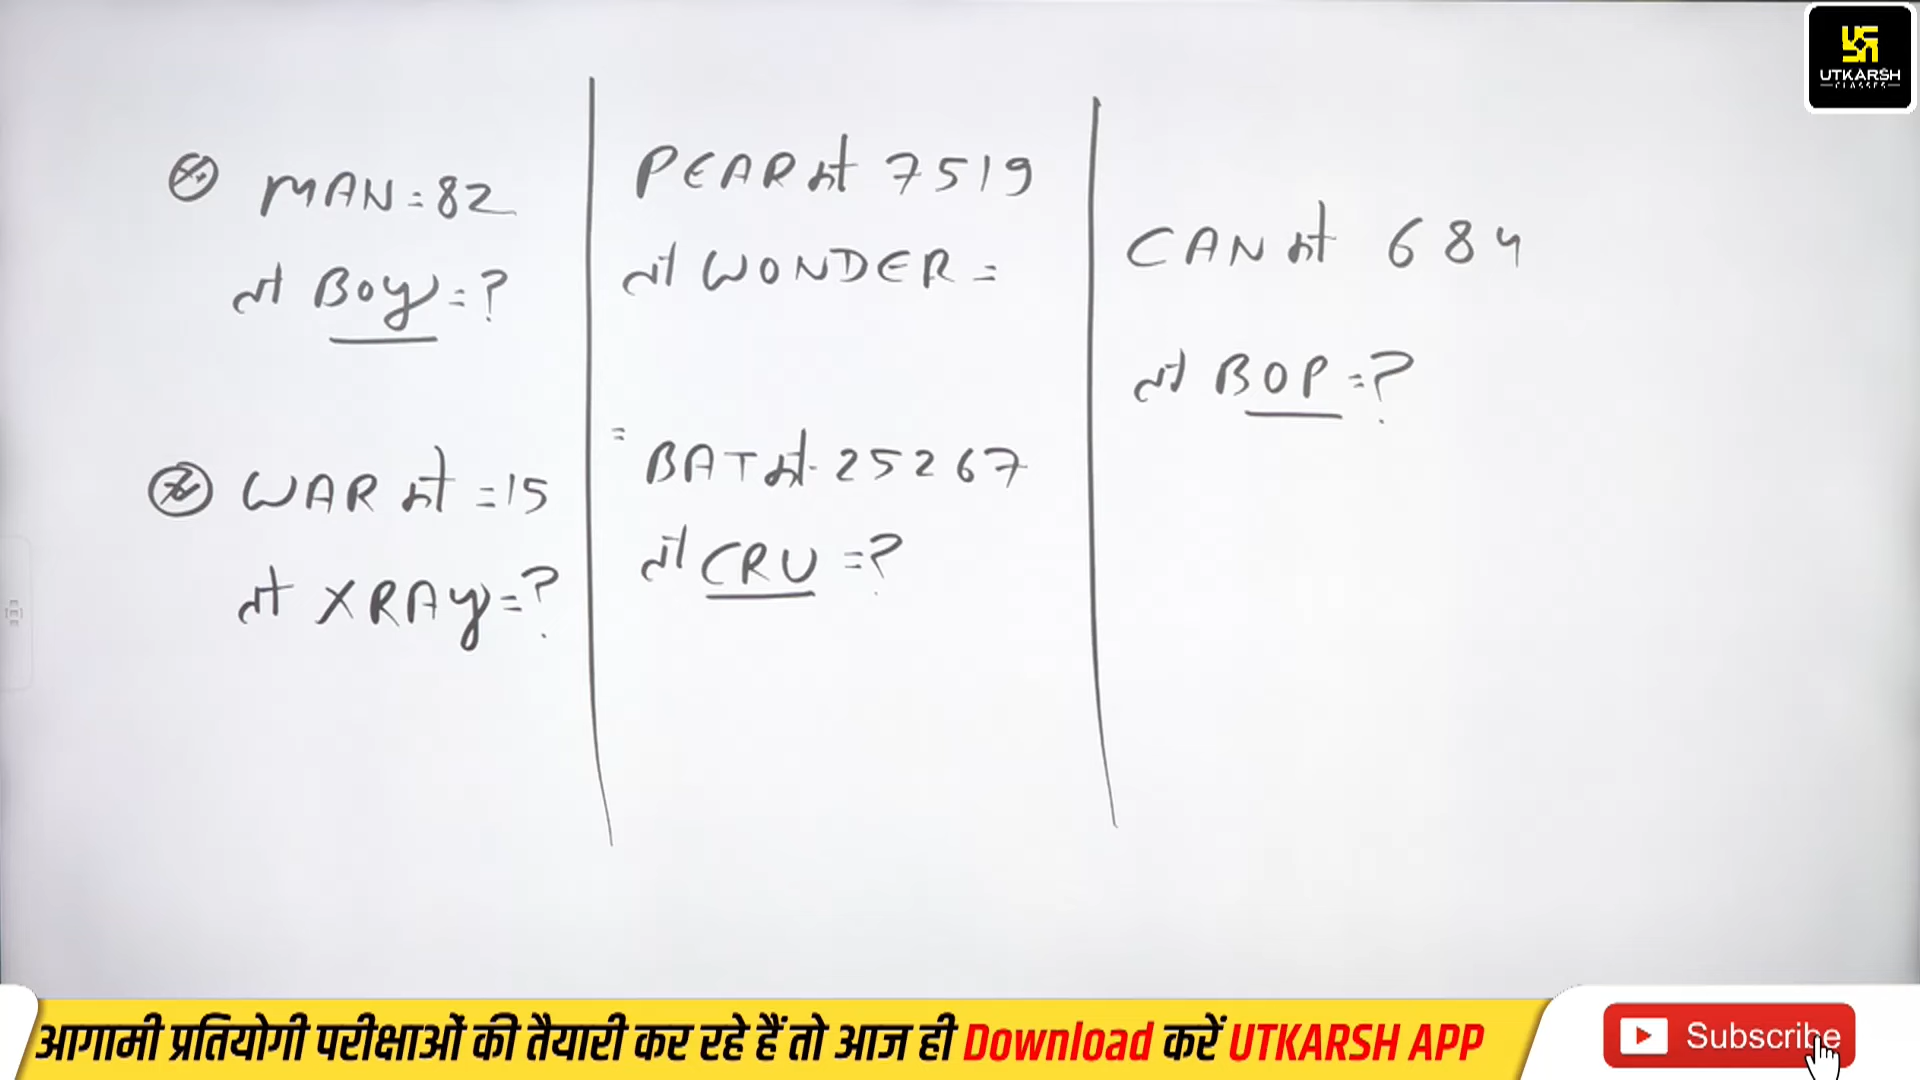 MAN = 82
तो BOY = ?
WAR को = 15
तो XRAY = ?
PEAR को 7519
तो WONDER =
=
BAT को 25267
तो CRU = ?
CAN को 684
तो BOP = ?
UTKARSH
CLASSES
आगामी प्रतियोगी परीक्षाओं की तैयारी कर रहे हैं तो आज ही Download करें UTKARSH APP
Subscribe